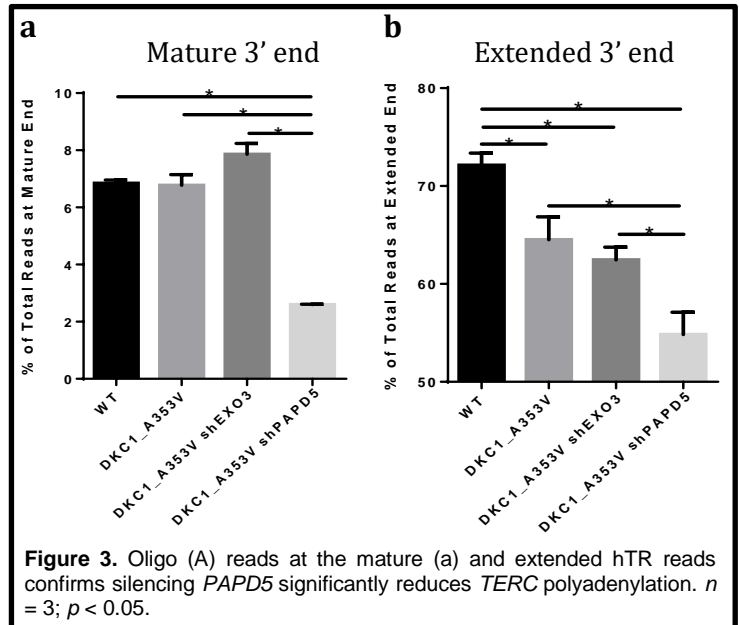 a
Mature 3’ end
% of Total Reads at Mature End
10
8
6
4
2
0
*
*
*
WT
DKC1_A353V
DKC1_A353V shEXO3
DKC1_A353V shPAPD5
b
Extended 3’ end
% of Total Reads at Extended End
80
70
60
50
*
*
*
*
*
WT
DKC1_A353V
DKC1_A353V shEXO3
DKC1_A353V shPAPD5
Figure 3. Oligo (A) reads at the mature (a) and extended hTR reads
confirms silencing PAPD5 significantly reduces TERC polyadenylation. n
= 3; p < 0.05.